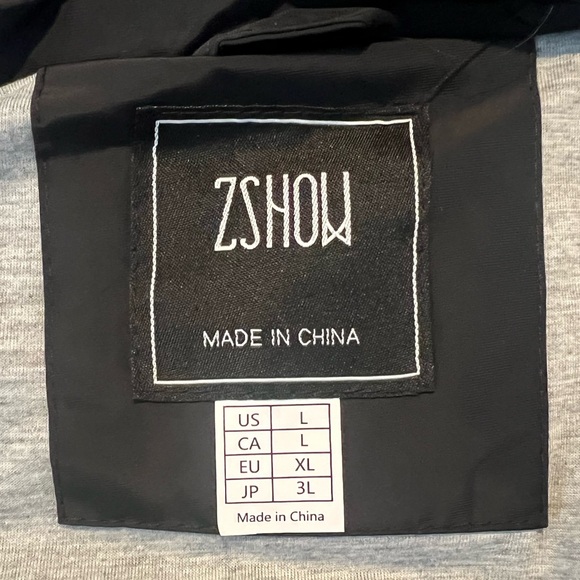 ZSHOW
MADE IN CHINA
US L
CA L
EU XL
JP 3L
Made in China